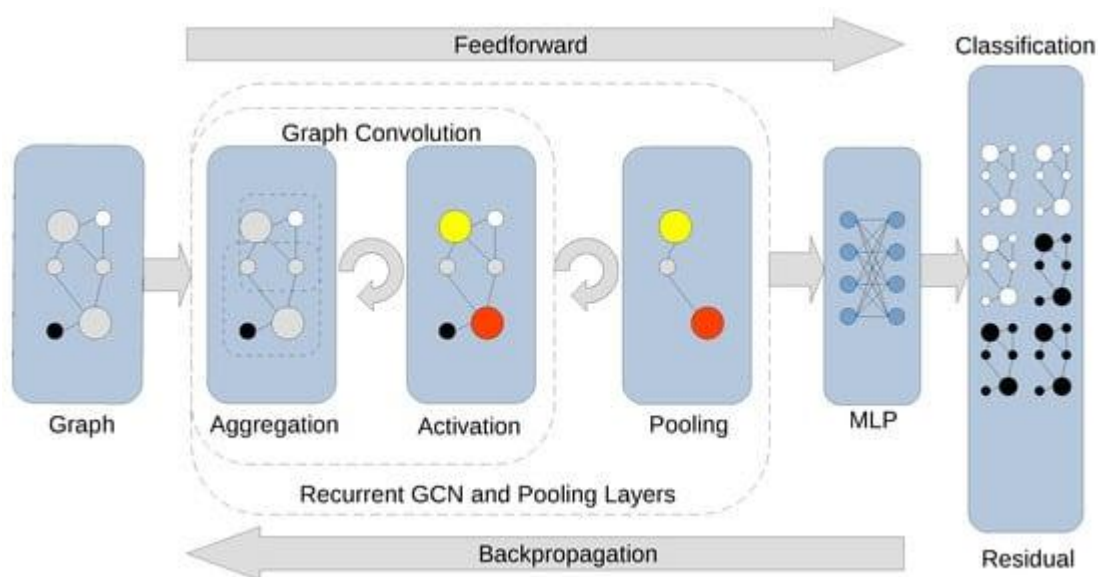 Feedforward
Classification
Graph Convolution
Graph
Aggregation
Activation
Pooling
MLP
Recurrent GCN and Pooling Layers
Backpropagation
Residual